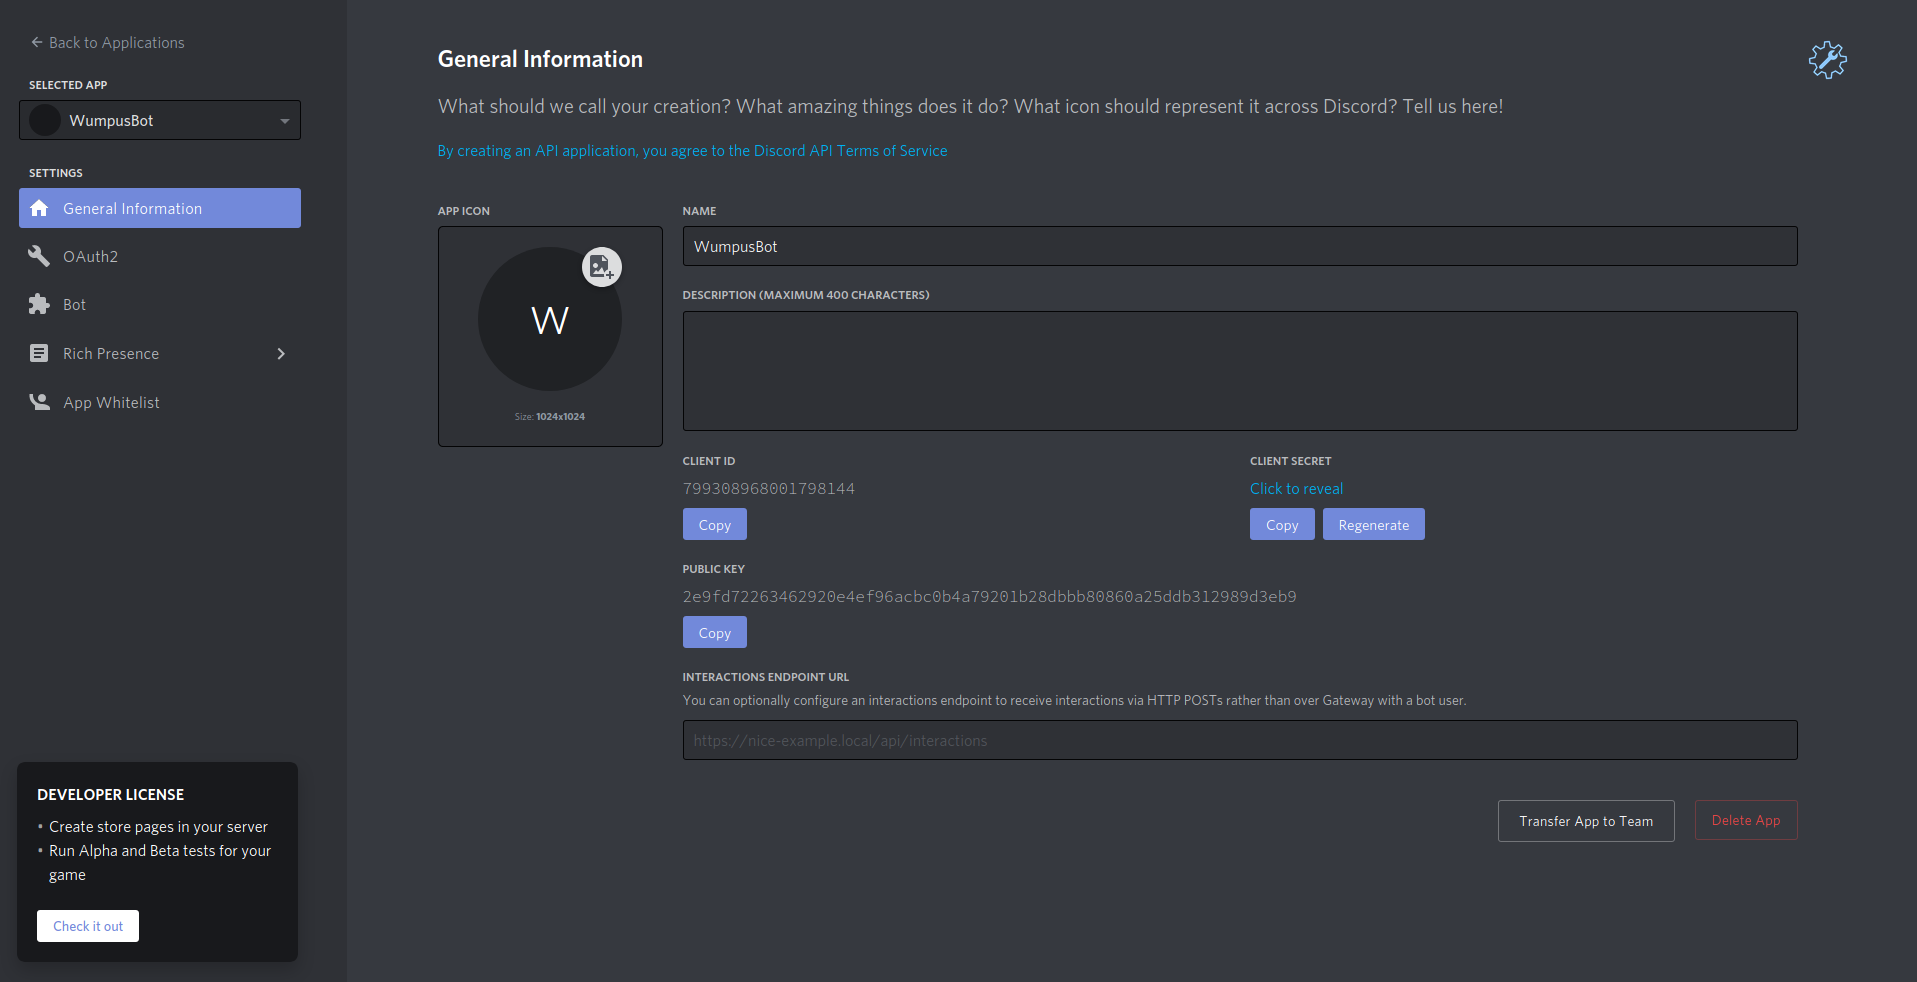 Back to Applications
SELECTED APP
WumpusBot
SETTINGS
General Information
OAuth2
Bot
Rich Presence
App Whitelist
DEVELOPER LICENSE
• Create store pages in your server
• Run Alpha and Beta tests for your
game
Check it out
General Information
What should we call your creation? What amazing things does it do? What icon should represent it across Discord? Tell us here!
By creating an API application, you agree to the Discord API Terms of Service
APP ICON
W
Size: 1024x1024
NAME
WumpusBot
DESCRIPTION (MAXIMUM 400 CHARACTERS)
CLIENT ID
799308968001798144
Copy
CLIENT SECRET
Click to reveal
Copy Regenerate
PUBLIC KEY
2e9fd72263462920e4ef96acbc0b4a79201b28dbbb80860a25ddb312989d3eb9
Copy
INTERACTIONS ENDPOINT URL
You can optionally configure an interactions endpoint to receive interactions via HTTP POSTs rather than over Gateway with a bot user.
https://nice-example.local/api/interactions
Transfer App to Team
Delete App